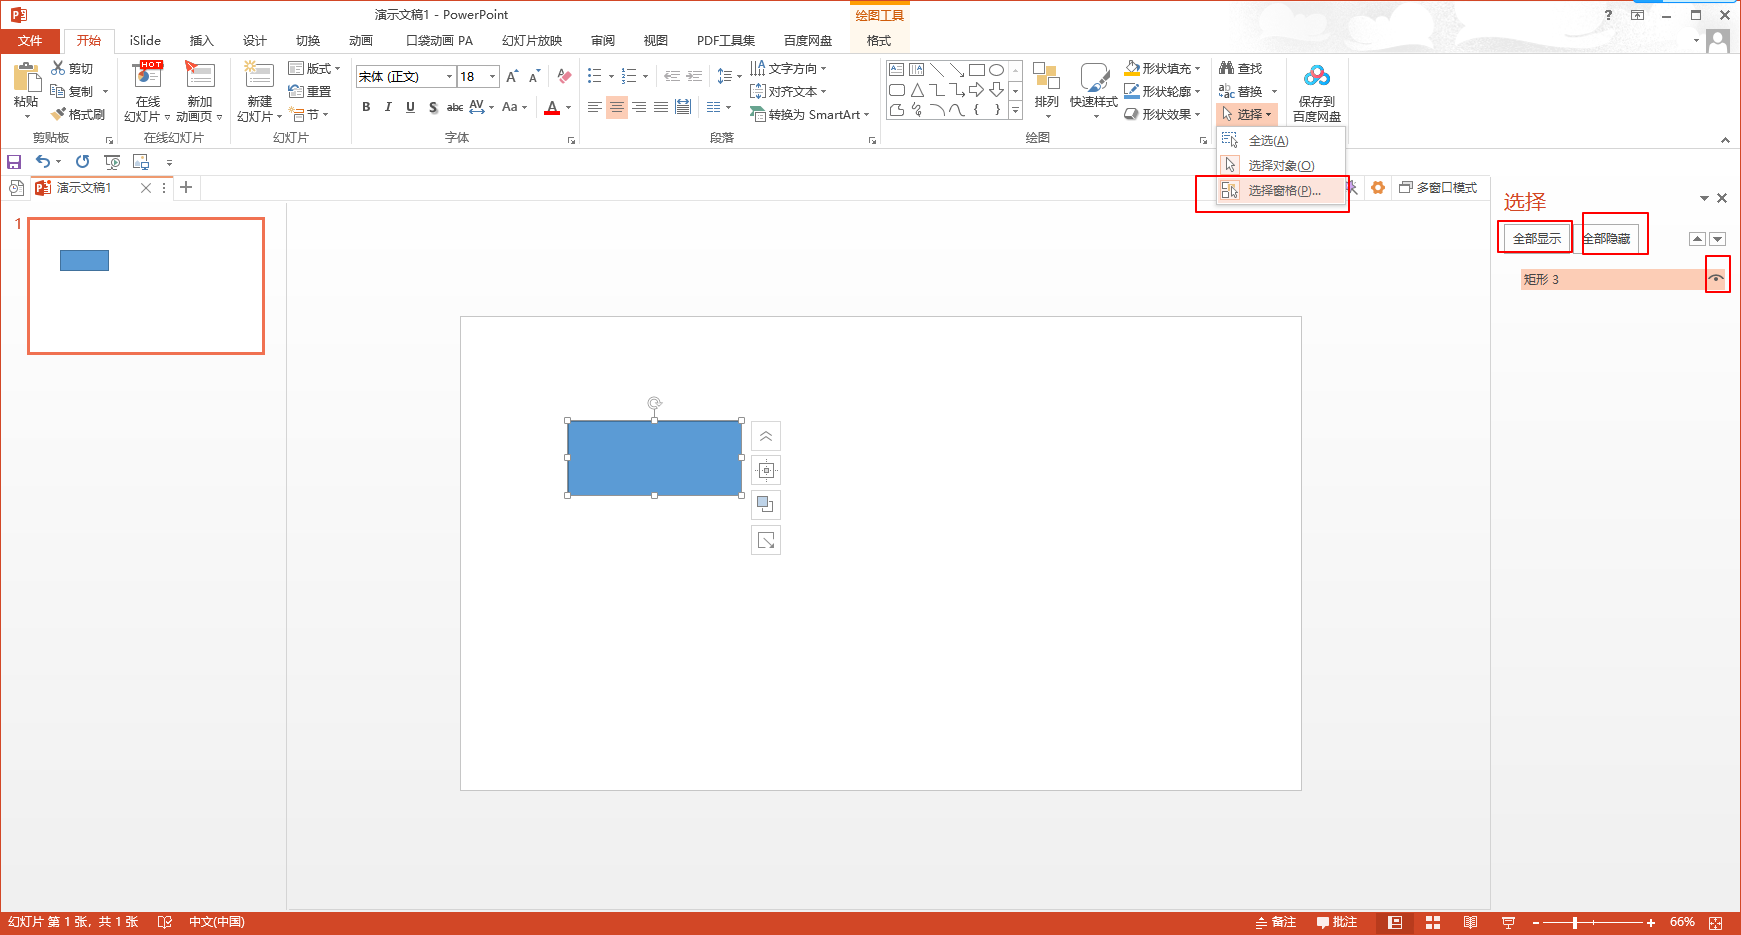 演示文稿1 - PowerPoint
绘图工具
?
文件 开始 iSlide 插入 设计 切换 动画 口袋动画 PA 幻灯片放映 审阅 视图 PDF工具集 百度网盘 格式
粘贴
剪切
复制
格式刷
剪贴板
HOT
在线
幻灯片
新加
动画页
在线幻灯片
新建
幻灯片
版式
重置
节
幻灯片
宋体 (正文) 18
B I U S abc AV Aa A
字体
文字方向
对齐文本
转换为 SmartArt
段落
排列
快速样式
形状填充
形状轮廓
形状效果
绘图
查找
替换
选择
保存到
百度网盘
全选(A)
选择对象(O)
选择窗格(P)...
演示文稿1
多窗口模式
选择
全部显示 全部隐藏
矩形 3
1
幻灯片 第 1 张，共 1 张 中文(中国) 备注 批注 66%